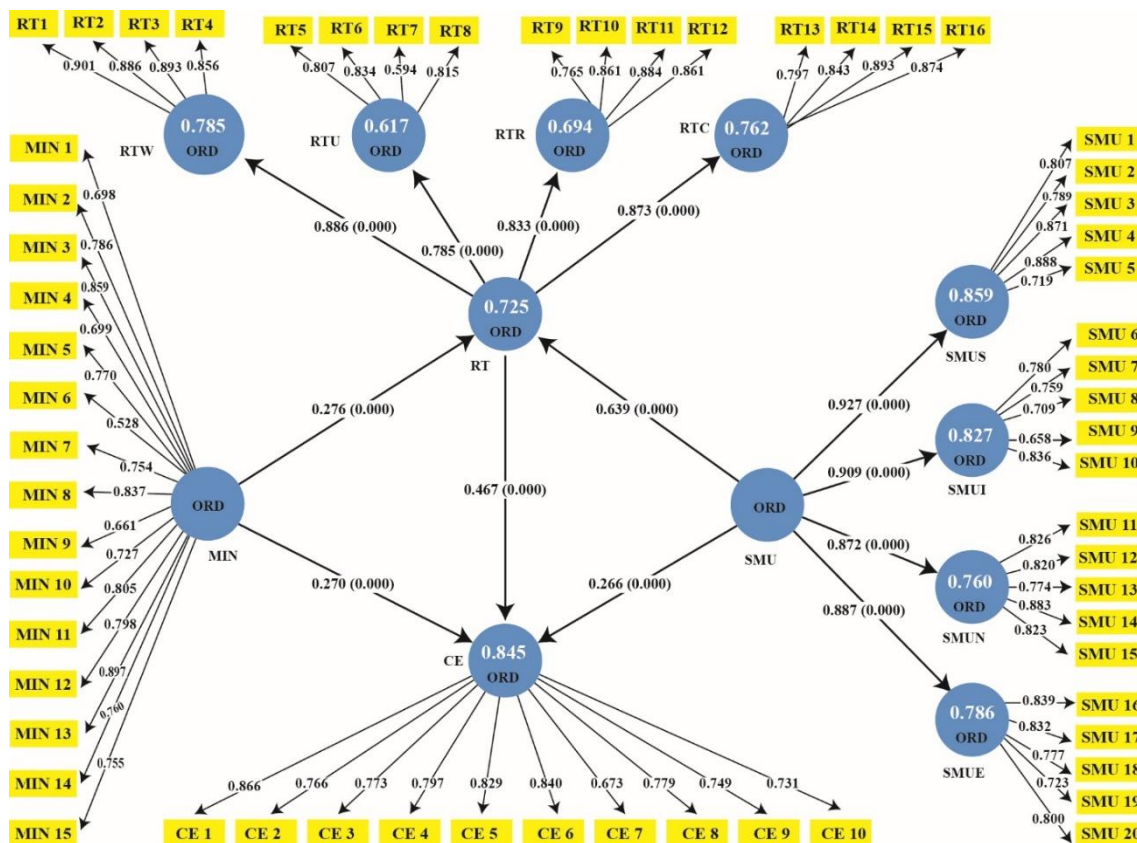 RT1 RT2 RT3 RT4
0.901 0.886 0.893 0.856
0.785
ORD
RTW
RT5 RT6 RT7 RT8
0.807 0.834 0.594 0.815
0.617
ORD
RTU
RT9 RT10 RT11 RT12
0.765 0.861 0.884 0.861
0.694
ORD
RTR
RT13 RT14 RT15 RT16
0.797 0.843 0.893 0.874
0.762
ORD
RTC
0.886 (0.000)
0.785 (0.000)
0.833 (0.000)
0.873 (0.000)
0.725
ORD
RT
MIN 1
MIN 2
MIN 3
MIN 4
MIN 5
MIN 6
MIN 7
MIN 8
MIN 9
MIN 10
MIN 11
MIN 12
MIN 13
MIN 14
MIN 15
0.698
0.786
0.859
0.699
0.770
0.528
0.754
0.837
0.661
0.727
0.805
0.798
0.897
0.760
0.755
ORD
MIN
0.276 (0.000)
0.639 (0.000)
0.467 (0.000)
0.270 (0.000)
0.266 (0.000)
ORD
SMU
0.927 (0.000)
0.909 (0.000)
0.872 (0.000)
0.887 (0.000)
SMU 1
SMU 2
SMU 3
SMU 4
SMU 5
0.807
0.789
0.871
0.888
0.719
0.859
ORD
SMUS
SMU 6
SMU 7
SMU 8
SMU 9
SMU 10
0.780
0.759
0.709
0.658
0.836
0.827
ORD
SMUI
SMU 11
SMU 12
SMU 13
SMU 14
SMU 15
0.826
0.820
0.774
0.883
0.823
0.760
ORD
SMUN
SMU 16
SMU 17
SMU 18
SMU 19
SMU 20
0.839
0.832
0.777
0.723
0.800
0.786
ORD
SMUE
CE
0.845
ORD
0.866 0.766 0.773 0.797 0.829 0.840 0.673 0.779 0.749 0.731
CE 1 CE 2 CE 3 CE 4 CE 5 CE 6 CE 7 CE 8 CE 9 CE 10